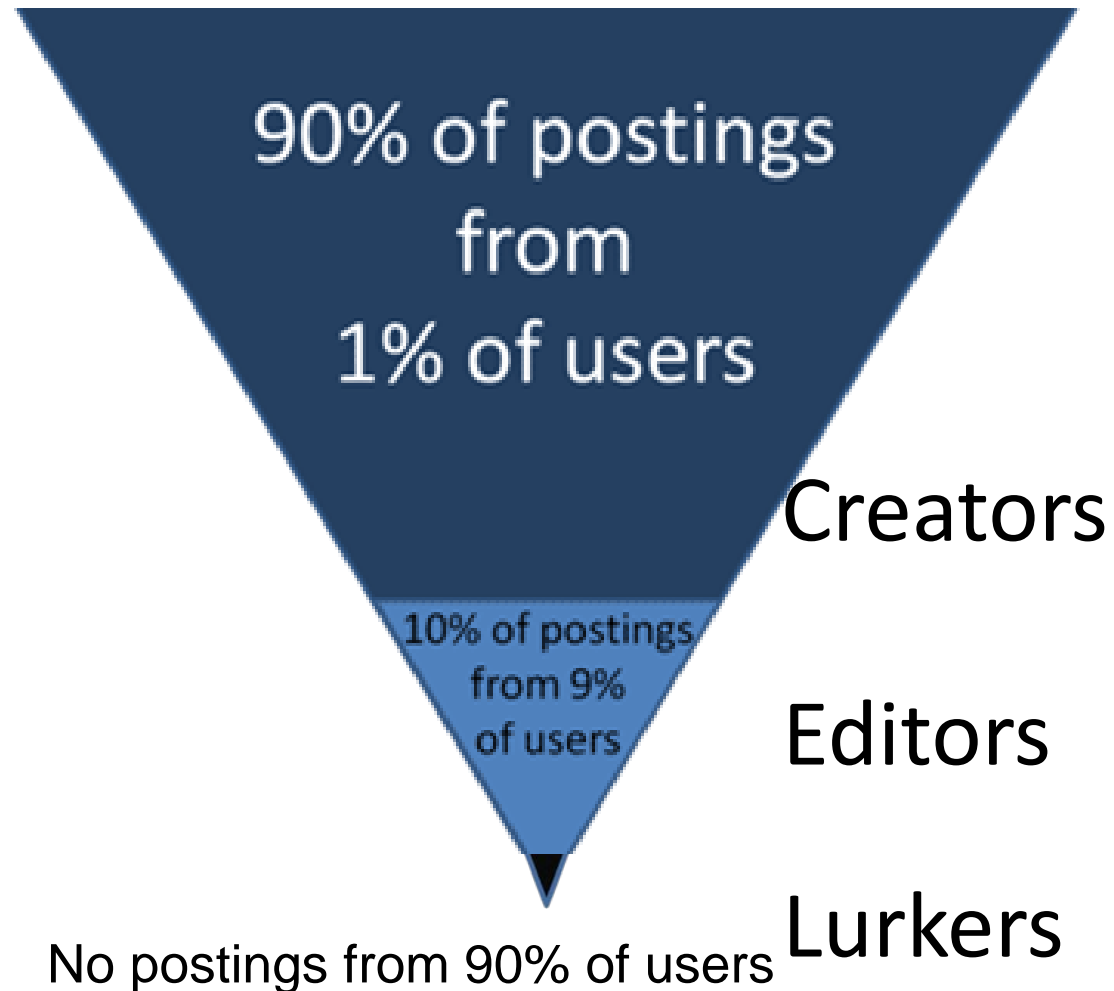 90% of postings
from
1% of users
Creators
10% of postings
from 9%
of users
Editors
Lurkers
No postings from 90% of users